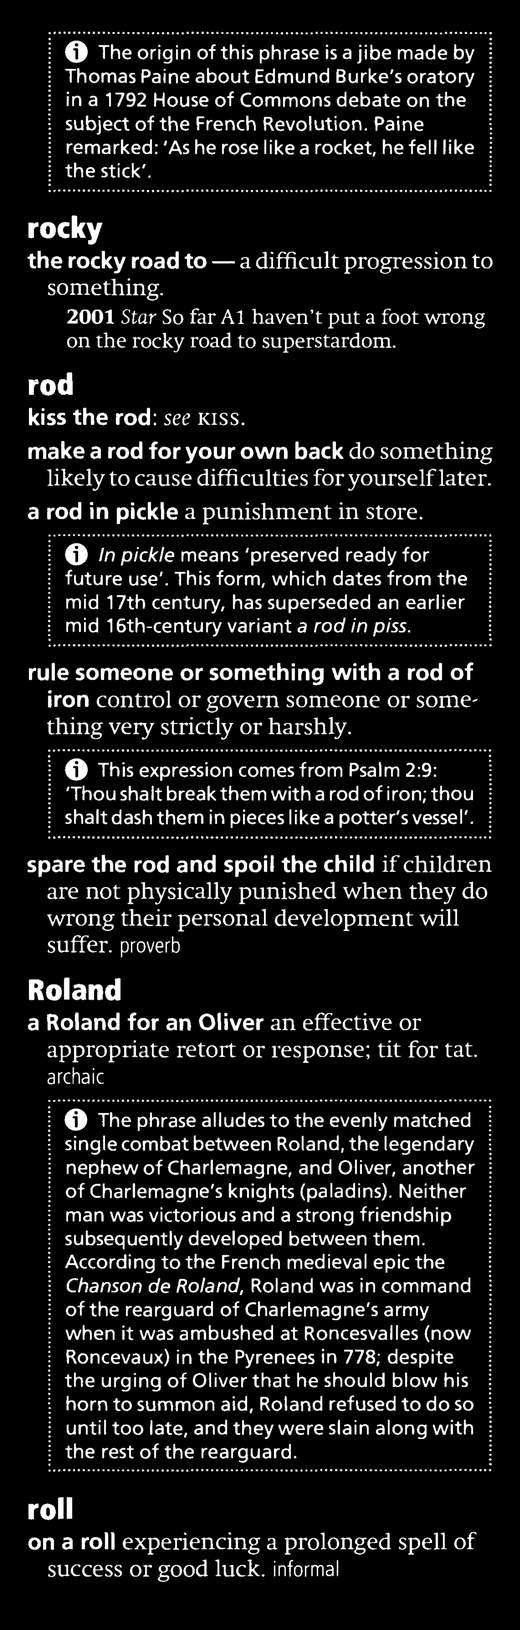 ⓘ The origin of this phrase is a jibe made by
Thomas Paine about Edmund Burke's oratory
in a 1792 House of Commons debate on the
subject of the French Revolution. Paine
remarked: ‘As he rose like a rocket, he fell like
the stick’.
rocky
the rocky road to — a difficult progression to
something.
2001 Star So far A1 haven't put a foot wrong
on the rocky road to superstardom.
rod
kiss the rod: see KISS.
make a rod for your own back do something
likely to cause difficulties for yourself later.
a rod in pickle a punishment in store.
ⓘ In pickle means ‘preserved ready for
future use’. This form, which dates from the
mid 17th century, has superseded an earlier
mid 16th-century variant a rod in piss.
rule someone or something with a rod of
iron control or govern someone or some-
thing very strictly or harshly.
ⓘ This expression comes from Psalm 2:9:
‘Thou shalt break them with a rod of iron; thou
shalt dash them in pieces like a potter's vessel’.
spare the rod and spoil the child if children
are not physically punished when they do
wrong their personal development will
suffer. proverb
Roland
a Roland for an Oliver an effective or
appropriate retort or response; tit for tat.
archaic
ⓘ The phrase alludes to the evenly matched
single combat between Roland, the legendary
nephew of Charlemagne, and Oliver, another
of Charlemagne's knights (paladins). Neither
man was victorious and a strong friendship
subsequently developed between them.
According to the French medieval epic the
Chanson de Roland, Roland was in command
of the rearguard of Charlemagne's army
when it was ambushed at Roncesvalles (now
Roncevaux) in the Pyrenees in 778; despite
the urging of Oliver that he should blow his
horn to summon aid, Roland refused to do so
until too late, and they were slain along with
the rest of the rearguard.
roll
on a roll experiencing a prolonged spell of
success or good luck. informal